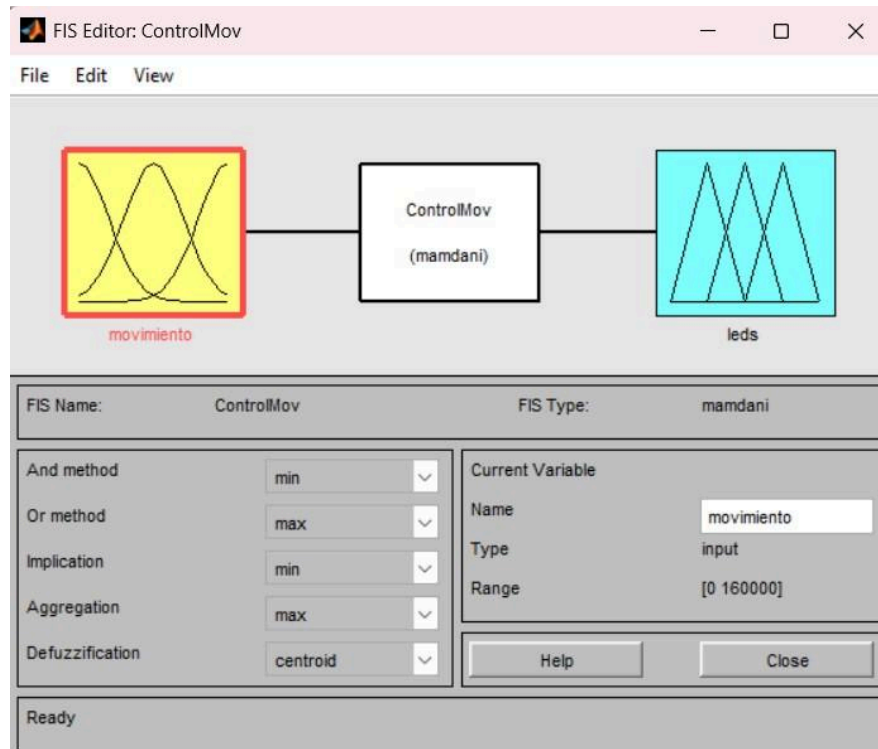 FIS Editor: ControlMov
File Edit View
ControlMov
(mamdani)
movimiento
leds
FIS Name: ControlMov FIS Type: mamdani
And method min
Or method max
Implication min
Aggregation max
Defuzzification centroid
Current Variable
Name movimiento
Type input
Range [0 160000]
Help Close
Ready